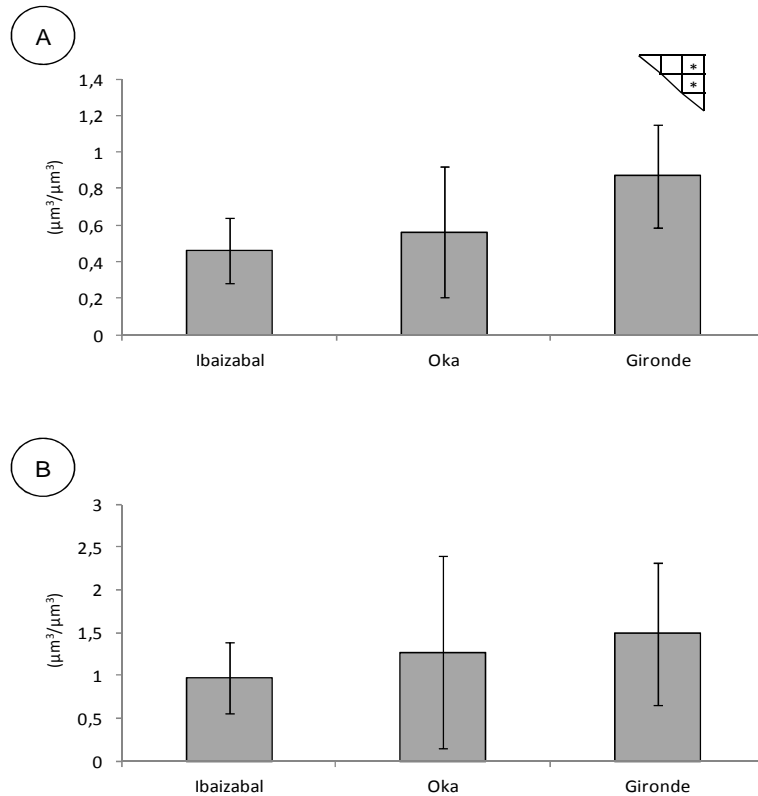 A
*
*
1,4
1,2
1
0,8
0,6
0,4
0,2
0
(µm³/µm³)
Ibaizabal Oka Gironde
B
3
2,5
2
1,5
1
0,5
0
(µm³/µm³)
Ibaizabal Oka Gironde